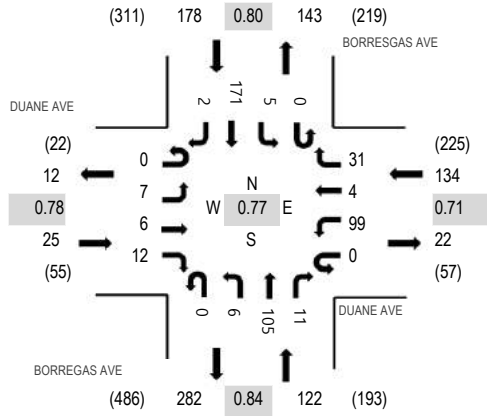 (311) 178 0.80 143 (219)
BORRESGAS AVE
DUANE AVE
2 171 5 0
(22) 0 31 (225)
12 7 N 4 134
0.78 6 W 0.77 E 99 0.71
25 12 S 0 22
(55) (57)
0 6 105 11
DUANE AVE
BORREGAS AVE
(486) 282 0.84 122 (193)